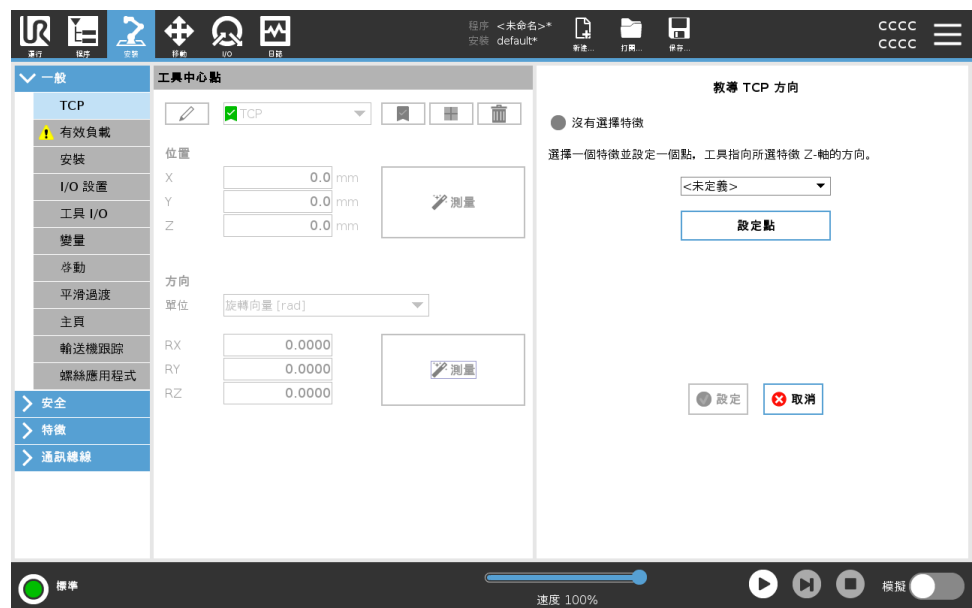 運行
程序
安裝
移動
I/O
日誌
程序 <未命名>*
安裝 default*
新建...
打開...
保存...
CCCC
CCCC
一般
TCP
有效負載
安裝
I/O 設置
工具 I/O
變量
啓動
平滑過渡
主頁
輸送機跟踪
螺絲應用程式
安全
特徵
通訊總線
工具中心點
TCP
位置
X 0.0 mm
Y 0.0 mm
Z 0.0 mm
測量
方向
單位 旋轉向量 [rad]
RX 0.0000
RY 0.0000
RZ 0.0000
測量
教導 TCP 方向
沒有選擇特徵
選擇一個特徵並設定一個點，工具指向所選特徵 Z-軸的方向。
<未定義>
設定點
設定
取消
標準
速度 100%
模擬